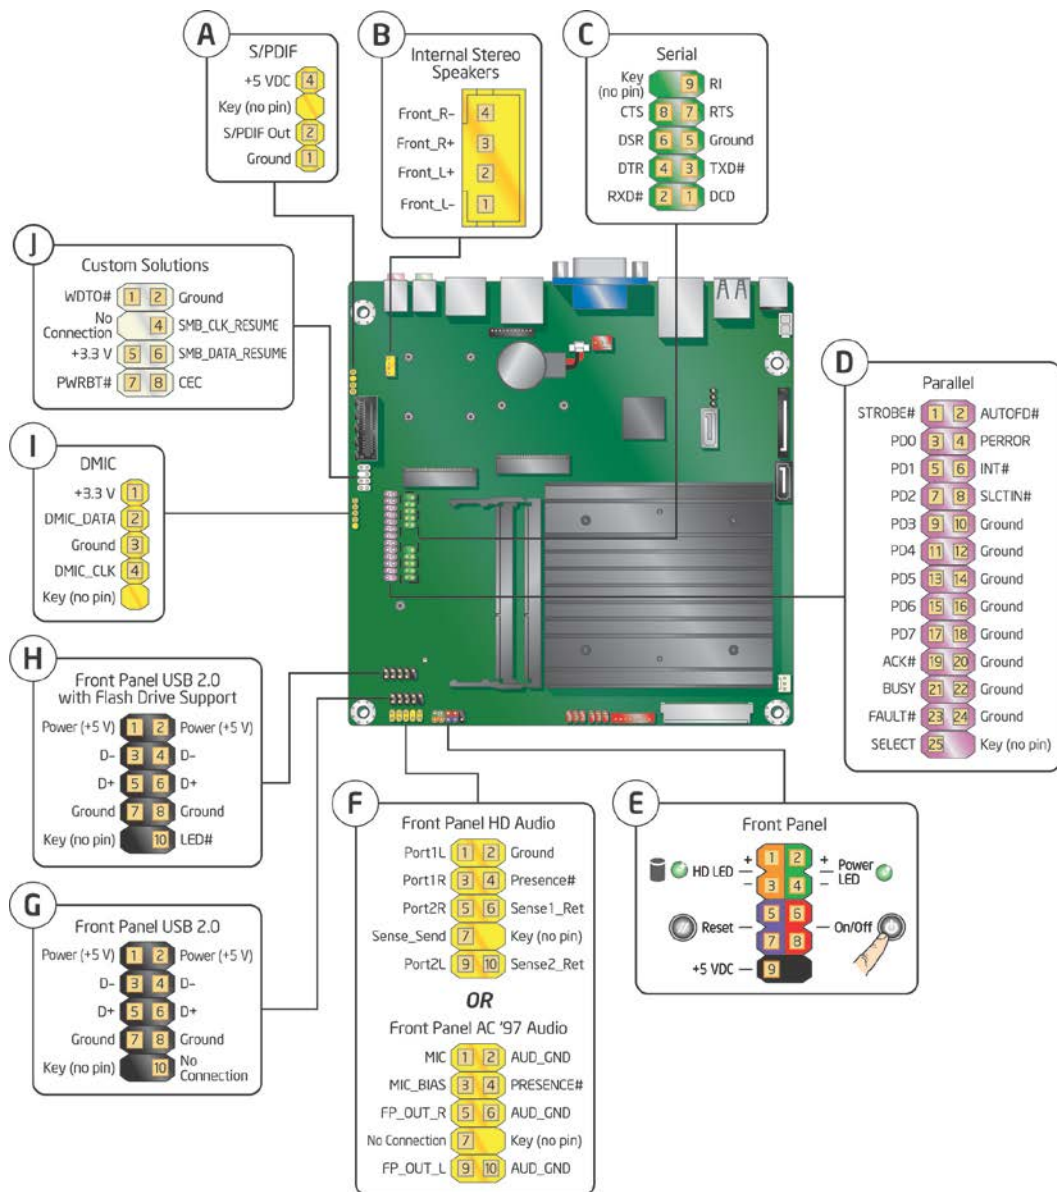 A
S/PDIF
+5 VDC 4
Key (no pin)
S/PDIF Out 2
Ground 1
B
Internal Stereo
Speakers
Front_R- 4
Front_R+ 3
Front_L+ 2
Front_L- 1
C
Serial
Key
(no pin) 9 RI
CTS 8 7 RTS
DSR 6 5 Ground
DTR 4 3 TXD#
RXD# 2 1 DCD
J
Custom Solutions
WDTO# 1 2 Ground
No
Connection 4 SMB_CLK_RESUME
+3.3 V 5 6 SMB_DATA_RESUME
PWRBT# 7 8 CEC
D
Parallel
STROBE# 1 2 AUTOFD#
PD0 3 4 PERROR
PD1 5 6 INT#
PD2 7 8 SLCTIN#
PD3 9 10 Ground
PD4 11 12 Ground
PD5 13 14 Ground
PD6 15 16 Ground
PD7 17 18 Ground
ACK# 19 20 Ground
BUSY 21 22 Ground
FAULT# 23 24 Ground
SELECT 25 Key (no pin)
I
DMIC
+3.3 V 1
DMIC_DATA 2
Ground 3
DMIC_CLK 4
Key (no pin)
H
Front Panel USB 2.0
with Flash Drive Support
Power (+5 V) 1 2 Power (+5 V)
D- 3 4 D-
D+ 5 6 D+
Ground 7 8 Ground
Key (no pin) 10 LED#
G
Front Panel USB 2.0
Power (+5 V) 1 2 Power (+5 V)
D- 3 4 D-
D+ 5 6 D+
Ground 7 8 Ground
Key (no pin) 10 No
Connection
F
Front Panel HD Audio
Port1L 1 2 Ground
Port1R 3 4 Presence#
Port2R 5 6 Sense1_Ret
Sense_Send 7 Key (no pin)
Port2L 9 10 Sense2_Ret
OR
Front Panel AC '97 Audio
MIC 1 2 AUD_GND
MIC_BIAS 3 4 PRESENCE#
FP_OUT_R 5 6 AUD_GND
No Connection 7 Key (no pin)
FP_OUT_L 9 10 AUD_GND
E
Front Panel
+ 1 2 +
HD LED Power
LED
- 3 4 -
5 6
Reset On/Off
7 8
+5 VDC 9